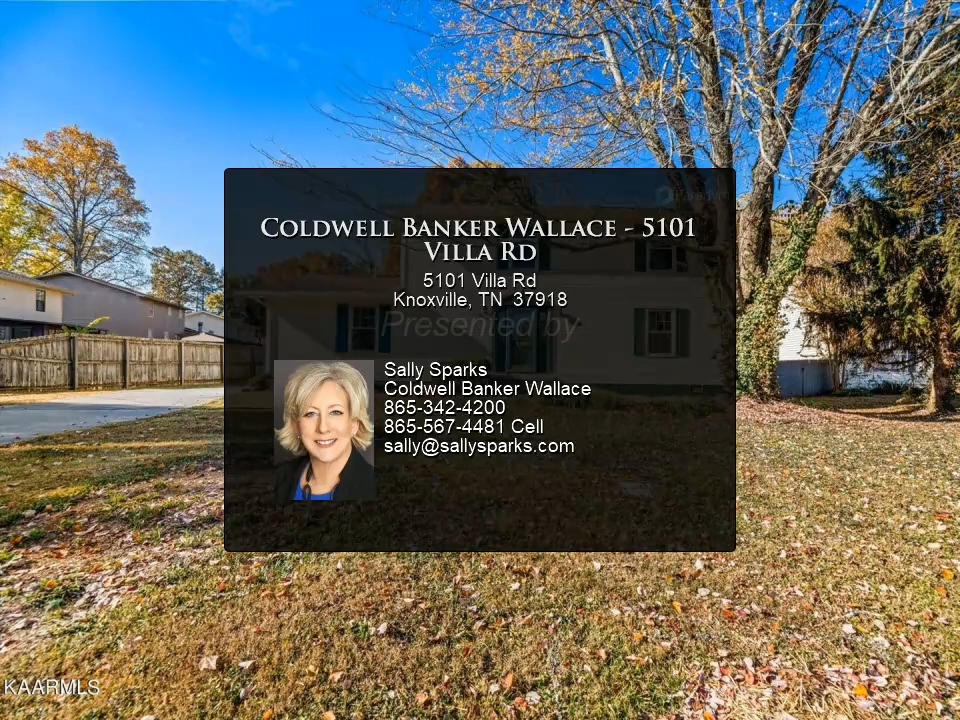 Coldwell Banker Wallace - 5101
Villa Rd
5101 Villa Rd
Knoxville, TN 37918
Presented by
Sally Sparks
Coldwell Banker Wallace
865-342-4200
865-567-4481 Cell
sally@sallysparks.com
KAARMLS